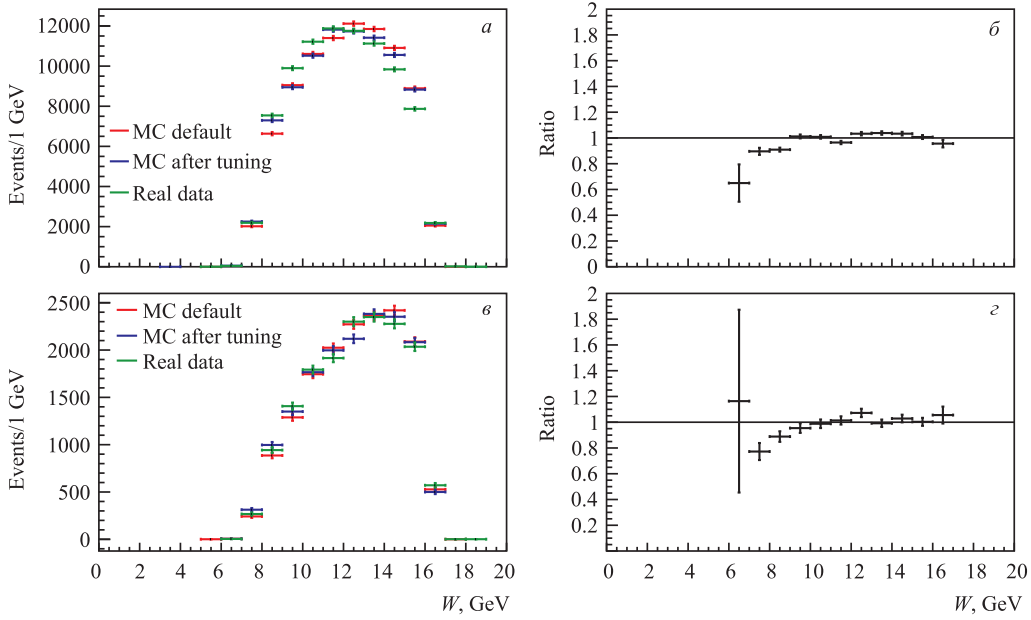 12000
10000
8000
6000
4000
2000
0
Events/1 GeV
MC default
MC after tuning
Real data
а
2
1.8
1.6
1.4
1.2
1
0.8
0.6
0.4
0.2
0
Ratio
б
2500
2000
1500
1000
500
0
Events/1 GeV
MC default
MC after tuning
Real data
в
0 2 4 6 8 10 12 14 16 18 20
W, GeV
2
1.8
1.6
1.4
1.2
1
0.8
0.6
0.4
0.2
Ratio
г
0 2 4 6 8 10 12 14 16 18 20
W, GeV